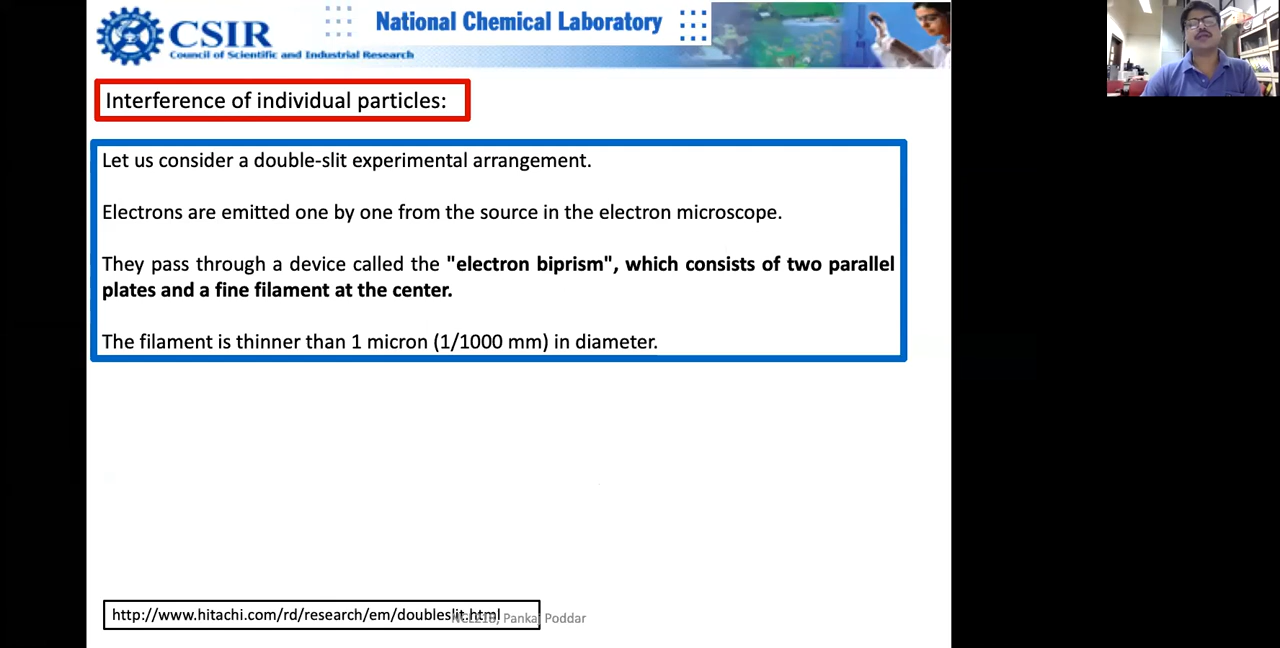 CSIR
Council of Scientific and Industrial Research
National Chemical Laboratory
Interference of individual particles:
Let us consider a double-slit experimental arrangement.
Electrons are emitted one by one from the source in the electron microscope.
They pass through a device called the "electron biprism", which consists of two parallel
plates and a fine filament at the center.
The filament is thinner than 1 micron (1/1000 mm) in diameter.
http://www.hitachi.com/rd/research/em/doubleslit.html
Pankaj Poddar